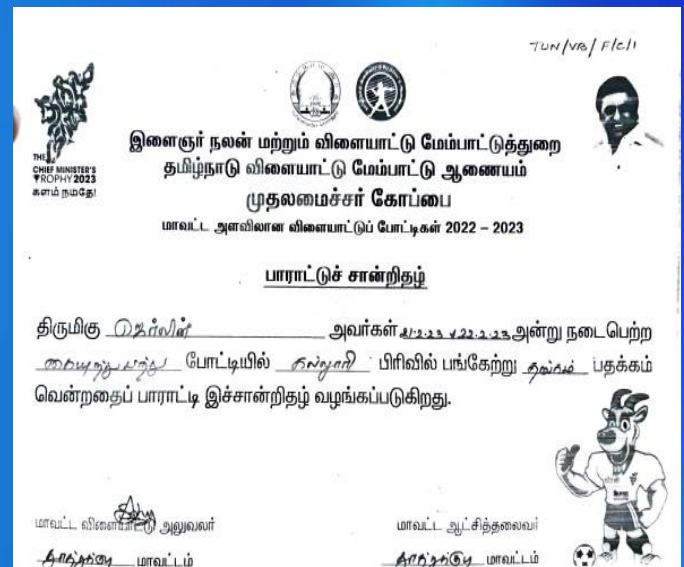 TUN/VB/F/C/1
THE
CHIEF MINISTER'S
TROPHY 2023
களம் நமதே!
இளைஞர் நலன் மற்றும் விளையாட்டு மேம்பாட்டுத்துறை
தமிழ்நாடு விளையாட்டு மேம்பாட்டு ஆணையம்
முதலமைச்சர் கோப்பை
மாவட்ட அளவிலான விளையாட்டுப் போட்டிகள் 2022 – 2023
பாராட்டுச் சான்றிதழ்
திருமிகு ஜெர்லின் அவர்கள் 21.2.23 & 22.2.23 அன்று நடைபெற்ற
கையுந்து பந்து போட்டியில் கல்லூரி பிரிவில் பங்கேற்று தங்கம் பதக்கம்
வென்றதைப் பாராட்டி இச்சான்றிதழ் வழங்கப்படுகிறது.
மாவட்ட விளையாட்டு அலுவலர் மாவட்ட ஆட்சித்தலைவர்
மாவட்டம் மாவட்டம்